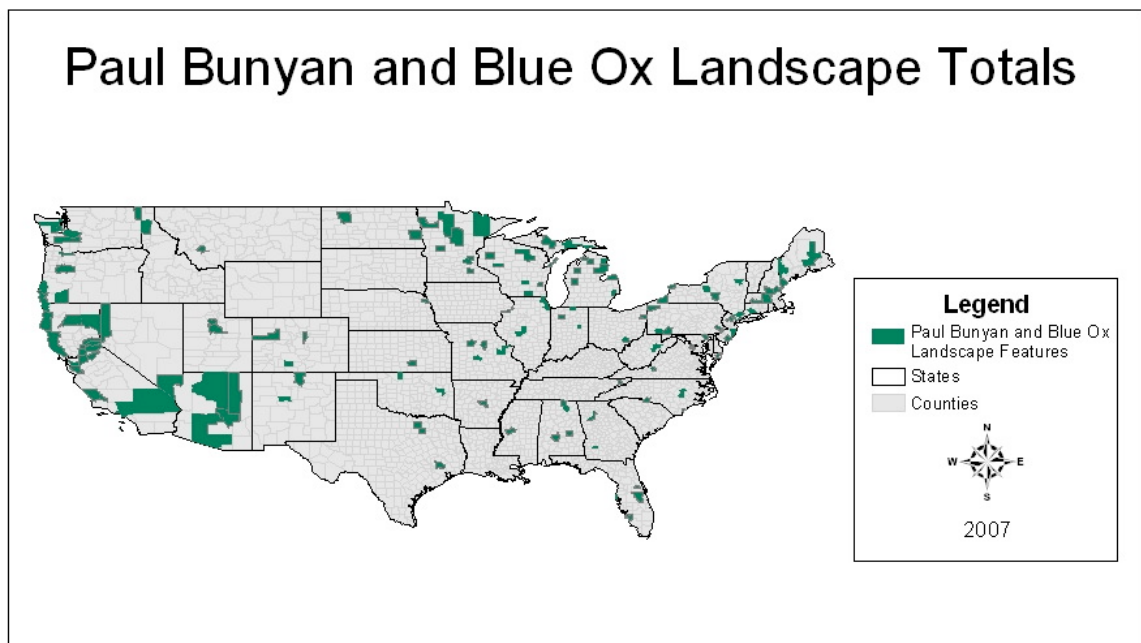 Paul Bunyan and Blue Ox Landscape Totals
Legend
Paul Bunyan and Blue Ox
Landscape Features
States
Counties
N
W E
S
2007